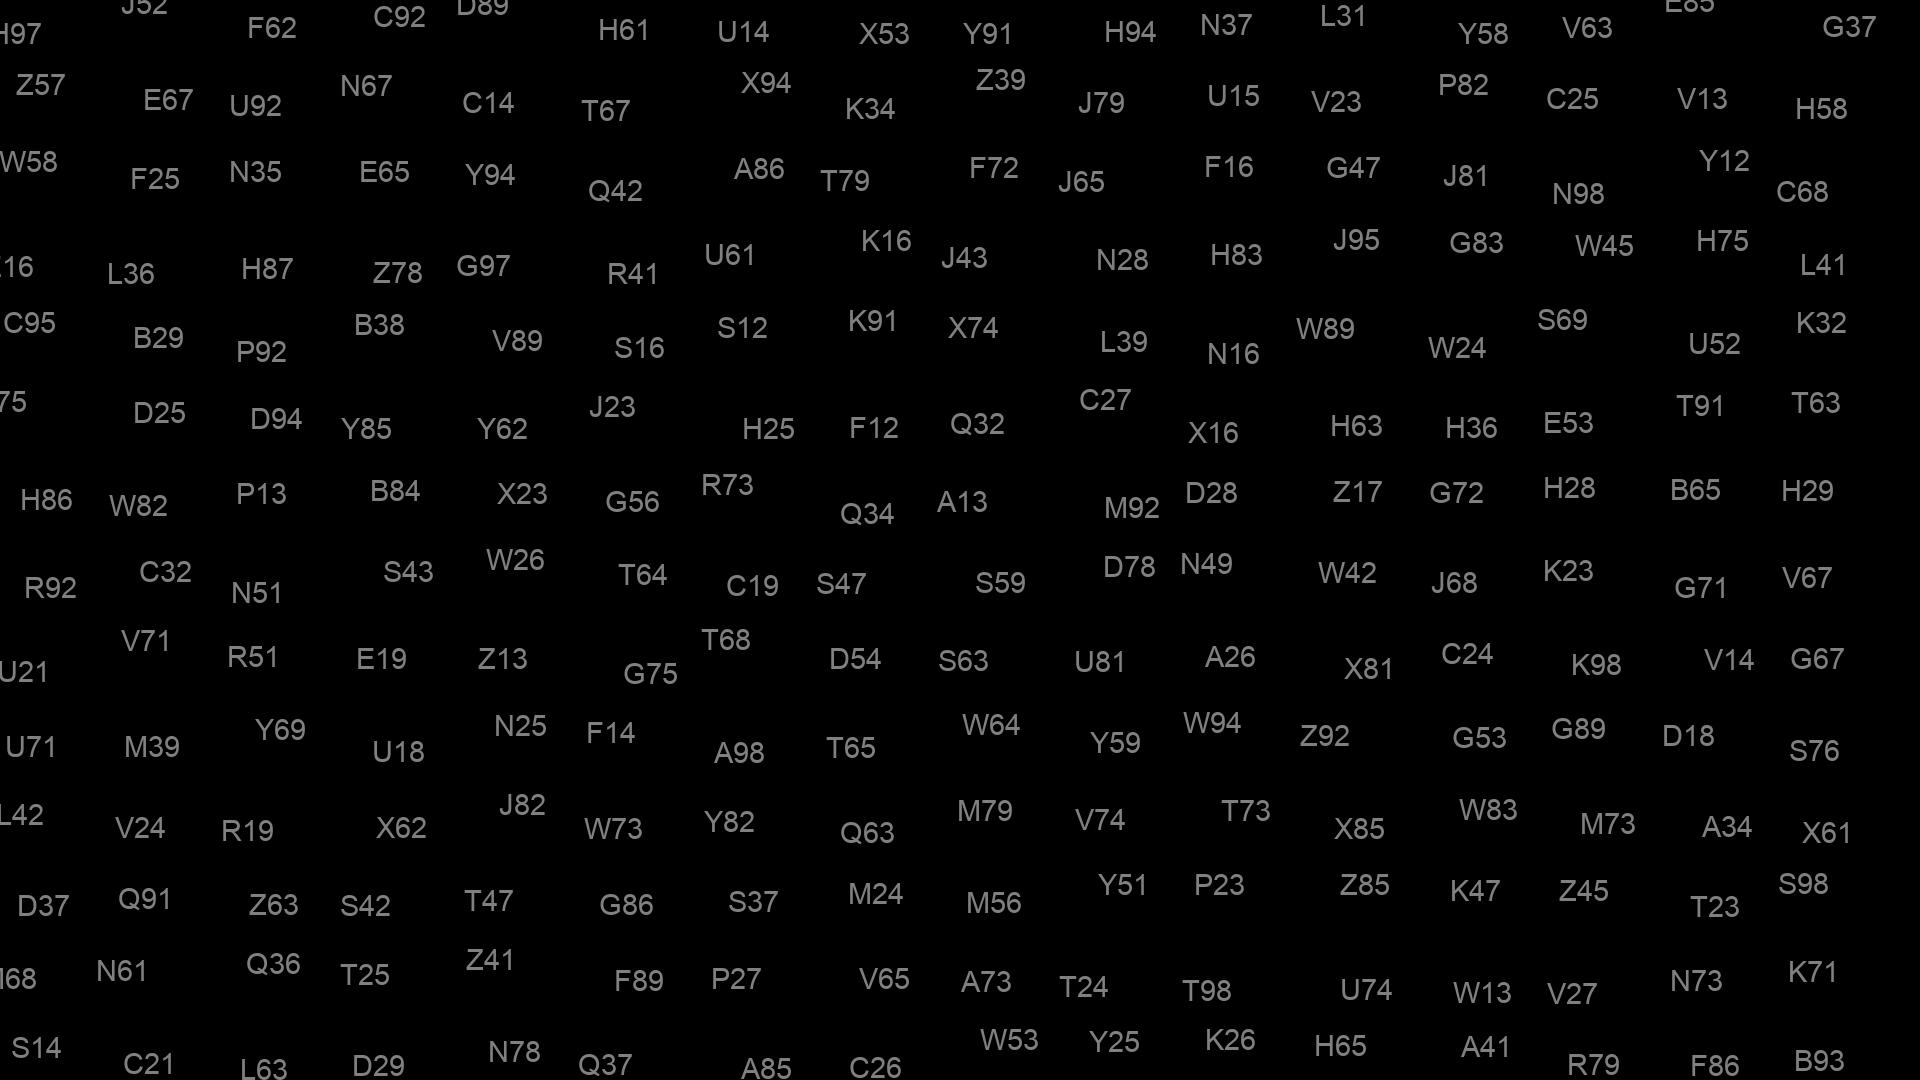 J52 F62 C92 D89 H61 U14 X53 Y91 H94 N37 L31 Y58 V63 E85 G37
Z57 E67 U92 N67 C14 T67 X94 K34 Z39 J79 U15 V23 P82 C25 V13 H58
W58 F25 N35 E65 Y94 Q42 A86 T79 F72 J65 F16 G47 J81 N98 Y12 C68
L36 H87 Z78 G97 R41 U61 K16 J43 N28 H83 J95 G83 W45 H75 L41
C95 B29 P92 B38 V89 S16 S12 K91 X74 L39 N16 W89 W24 S69 U52 K32
D25 D94 Y85 Y62 J23 H25 F12 Q32 C27 X16 H63 H36 E53 T91 T63
H86 W82 P13 B84 X23 G56 R73 Q34 A13 M92 D28 Z17 G72 H28 B65 H29
R92 C32 N51 S43 W26 T64 C19 S47 S59 D78 N49 W42 J68 K23 G71 V67
U21 V71 R51 E19 Z13 G75 T68 D54 S63 U81 A26 X81 C24 K98 V14 G67
U71 M39 Y69 U18 N25 F14 A98 T65 W64 Y59 W94 Z92 G53 G89 D18 S76
L42 V24 R19 X62 J82 W73 Y82 Q63 M79 V74 T73 X85 W83 M73 A34 X61
D37 Q91 Z63 S42 T47 G86 S37 M24 M56 Y51 P23 Z85 K47 Z45 T23 S98
N61 Q36 T25 Z41 F89 P27 V65 A73 T24 T98 U74 W13 V27 N73 K71
S14 C21 L63 D29 N78 Q37 A85 C26 W53 Y25 K26 H65 A41 R79 F86 B93